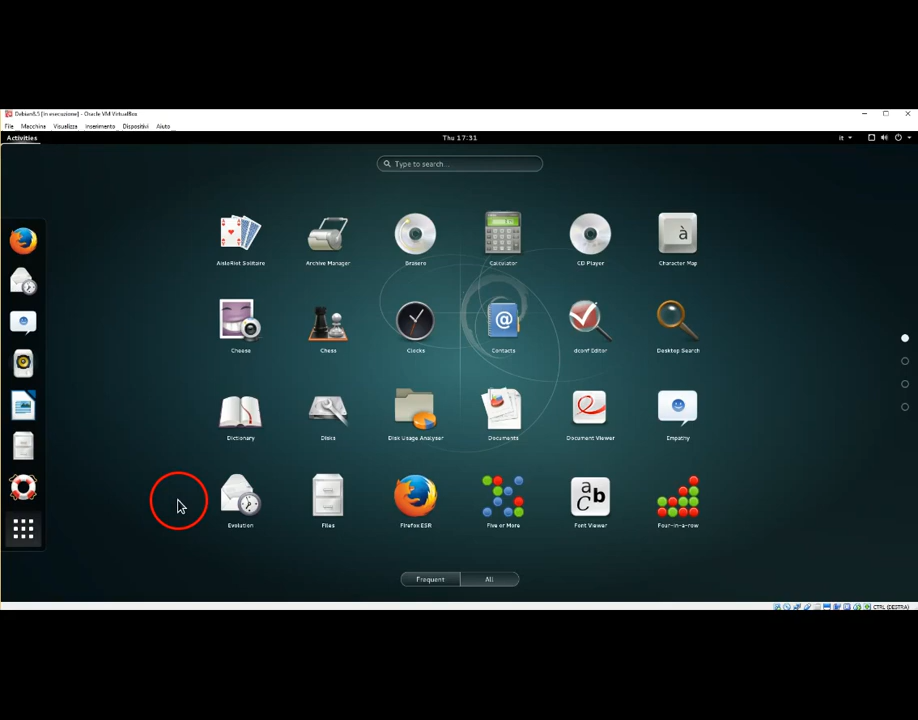 Debian8.5 [In esecuzione] - Oracle VM VirtualBox
File Macchina Visualizza Inserimento Dispositivi Aiuto
Activities Thu 17:31 it
Type to search...
AisleRiot Solitaire Archive Manager Brasero Calculator CD Player Character Map
Cheese Chess Clocks Contacts dconf Editor Desktop Search
Dictionary Disks Disk Usage Analyser Documents Document Viewer Empathy
Evolution Files Firefox ESR Five or More Font Viewer Four-in-a-row
Frequent All
CTRL (DESTRA)